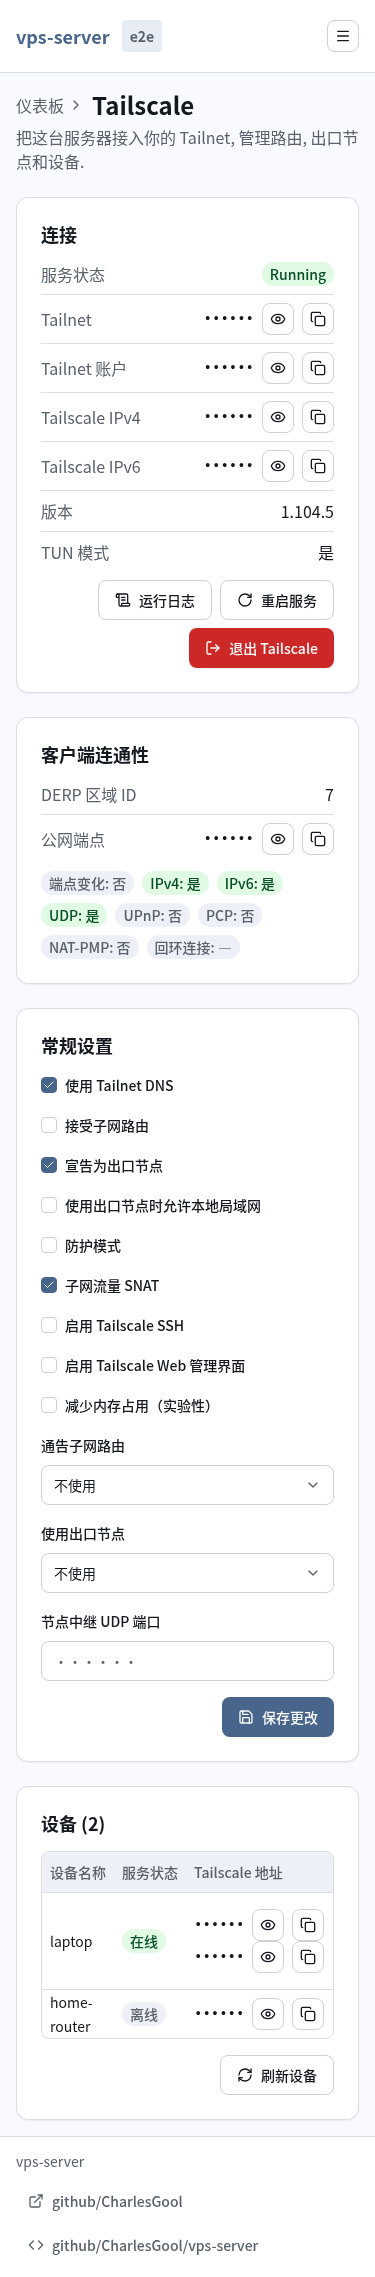 vps-server e2e
仪表板 > Tailscale
把这台服务器接入你的 Tailnet, 管理路由, 出口节
点和设备.
连接
服务状态 Running
Tailnet ••••••
Tailnet 账户 ••••••
Tailscale IPv4 ••••••
Tailscale IPv6 ••••••
版本 1.104.5
TUN 模式 是
运行日志 重启服务
退出 Tailscale
客户端连通性
DERP 区域 ID 7
公网端点 ••••••
端点变化: 否 IPv4: 是 IPv6: 是
UDP: 是 UPnP: 否 PCP: 否
NAT-PMP: 否 回环连接: —
常规设置
使用 Tailnet DNS
接受子网路由
宣告为出口节点
使用出口节点时允许本地局域网
防护模式
子网流量 SNAT
启用 Tailscale SSH
启用 Tailscale Web 管理界面
减少内存占用（实验性）
通告子网路由
不使用
使用出口节点
不使用
节点中继 UDP 端口
••••••
保存更改
设备 (2)
设备名称 服务状态 Tailscale 地址
laptop 在线 ••••••
••••••
home-
router 离线 ••••••
刷新设备
vps-server
github/CharlesGool
github/CharlesGool/vps-server